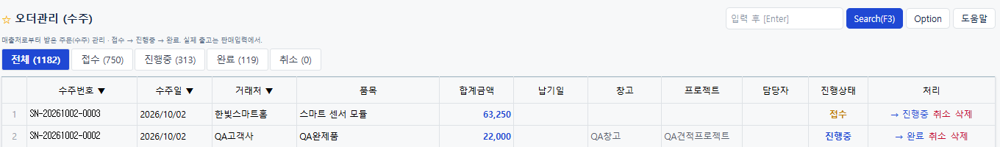 ☆ 오더관리 (수주) 입력 후 [Enter] Search(F3) Option 도움말
매출처로부터 받은 주문(수주) 관리 · 접수 → 진행중 → 완료. 실제 출고는 판매입력에서.
전체 (1182) 접수 (750) 진행중 (313) 완료 (119) 취소 (0)
수주번호 ▼ 수주일 ▼ 거래처 ▼ 품목 합계금액 납기일 창고 프로젝트 담당자 진행상태 처리
1 SN-20261002-0003 2026/10/02 한빛스마트홈 스마트 센서 모듈 63,250 접수 → 진행중 취소 삭제
2 SN-20261002-0002 2026/10/02 QA고객사 QA완제품 22,000 QA창고 QA견적프로젝트 진행중 → 완료 취소 삭제